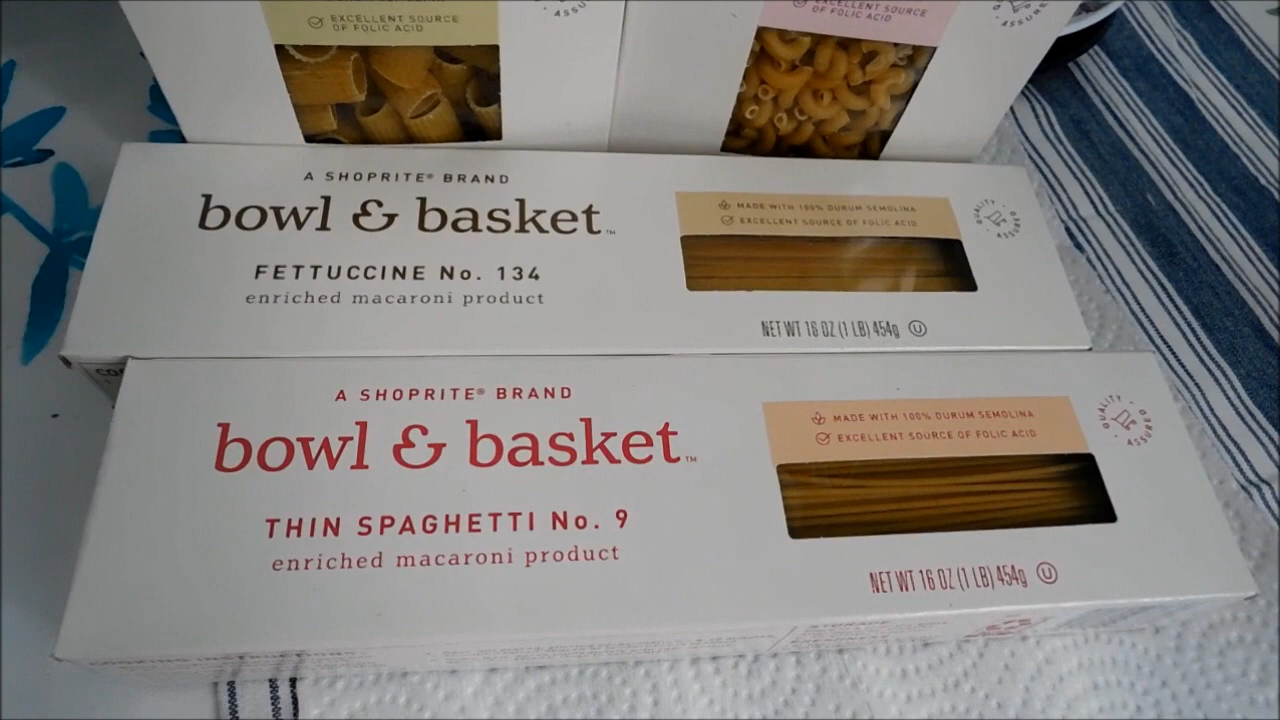 EXCELLENT SOURCE
OF FOLIC ACID
ASSU
EXCELLENT SOURCE
OF FOLIC ACID
ASSURED
A SHOPRITE® BRAND
bowl & basket™
FETTUCCINE No. 134
enriched macaroni product
MADE WITH 100% DURUM SEMOLINA
EXCELLENT SOURCE OF FOLIC ACID
QUALITY ASSURED
NET WT 16 OZ (1 LB) 454g U
A SHOPRITE® BRAND
bowl & basket™
THIN SPAGHETTI No. 9
enriched macaroni product
MADE WITH 100% DURUM SEMOLINA
EXCELLENT SOURCE OF FOLIC ACID
QUALITY ASSURED
NET WT 16 OZ (1 LB) 454g U